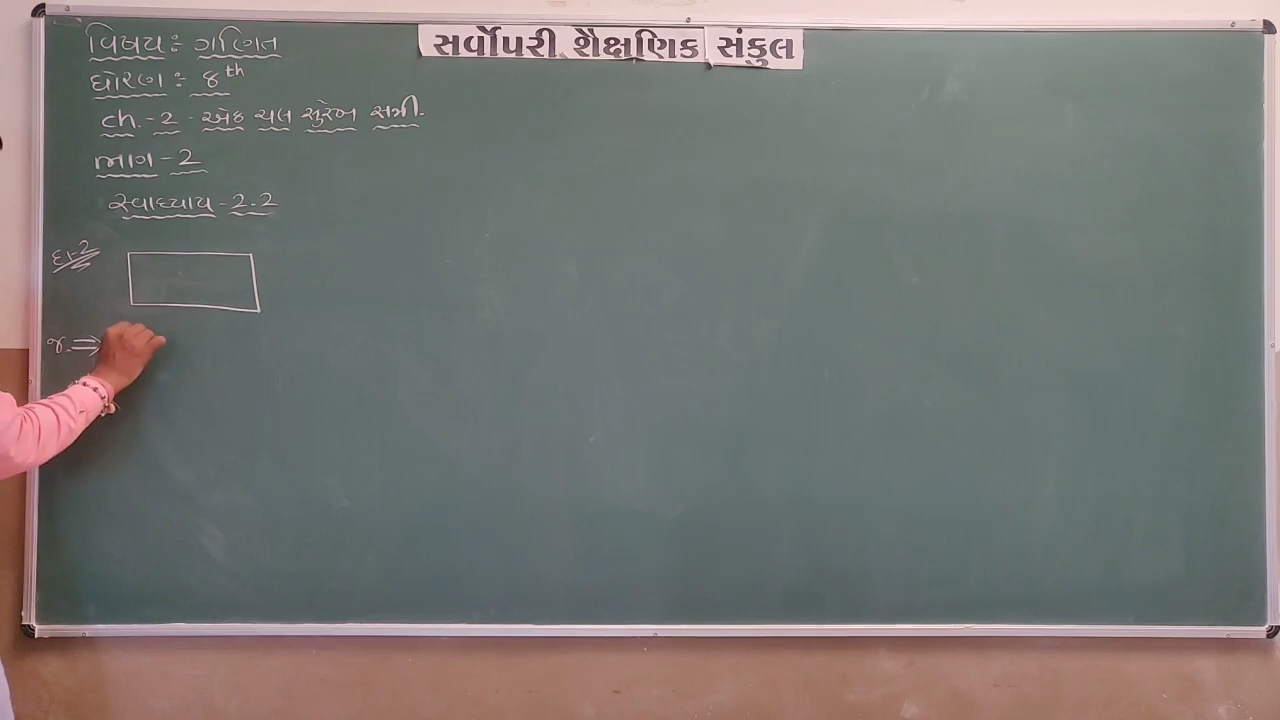 સર્વોપરી શૈક્ષણિક સંકુલ
વિષય : ગણિત
ધોરણ : 8th
ch. - 2 - એક ચલ સુરેખ સમી.
ભાગ - 2
સ્વાધ્યાય - 2.2
દા-2
જ. ⇒